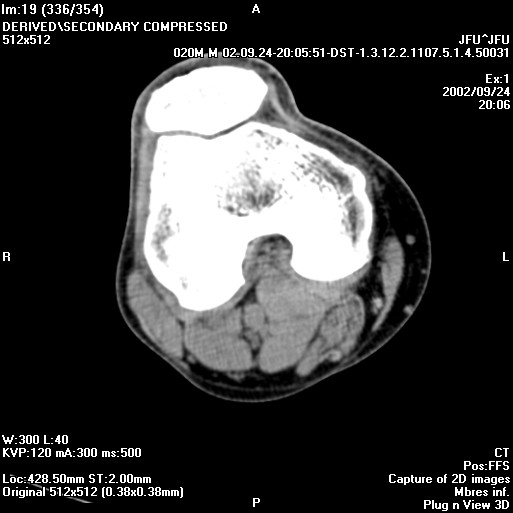 Im:19 (336/354)
DERIVED\SECONDARY COMPRESSED
512x512
A
JFU^JFU
020M M 02.09.24-20:05:51-DST-1.3.12.2.1107.5.1.4.50031
Ex:1
2002/09/24
20:06
R
L
W:300 L:40
KVP:120 mA:300 ms:500
Loc:428.50mm ST:2.00mm
Original 512x512 (0.38x0.38mm)
P
CT
Pos:FFS
Capture of 2D images
Mbres inf.
Plug n View 3D